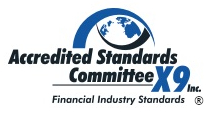 Accredited Standards
Committee X9 Inc.
Financial Industry Standards ®